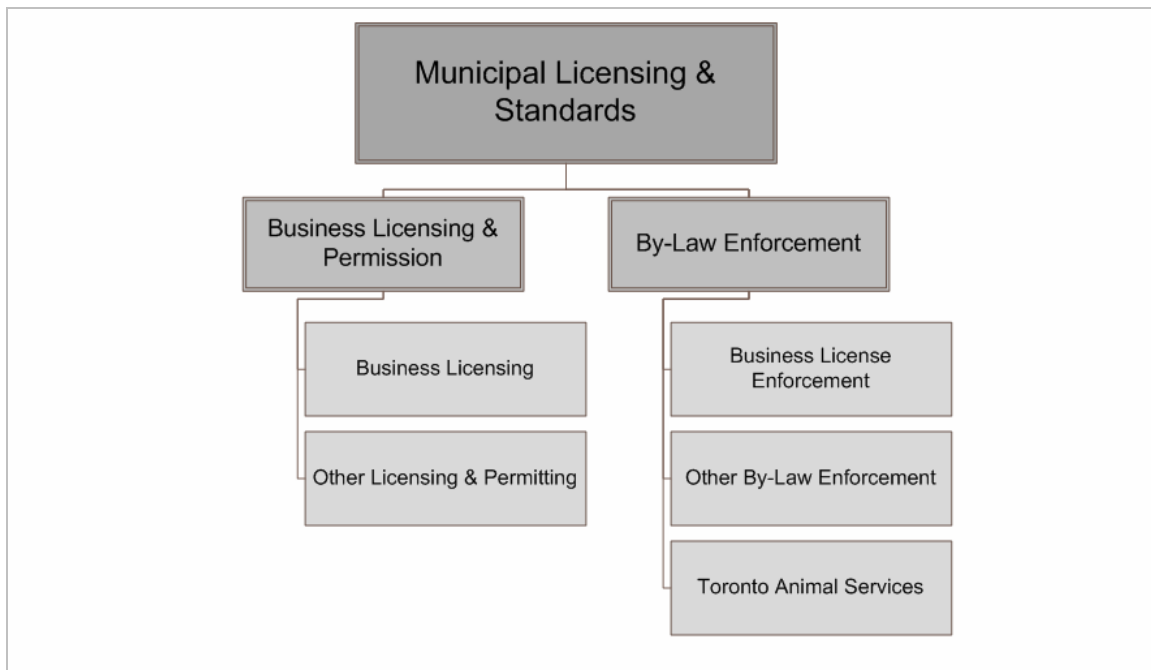 Municipal Licensing &
Standards
Business Licensing &
Permission
By-Law Enforcement
Business Licensing
Business License
Enforcement
Other Licensing & Permitting
Other By-Law Enforcement
Toronto Animal Services